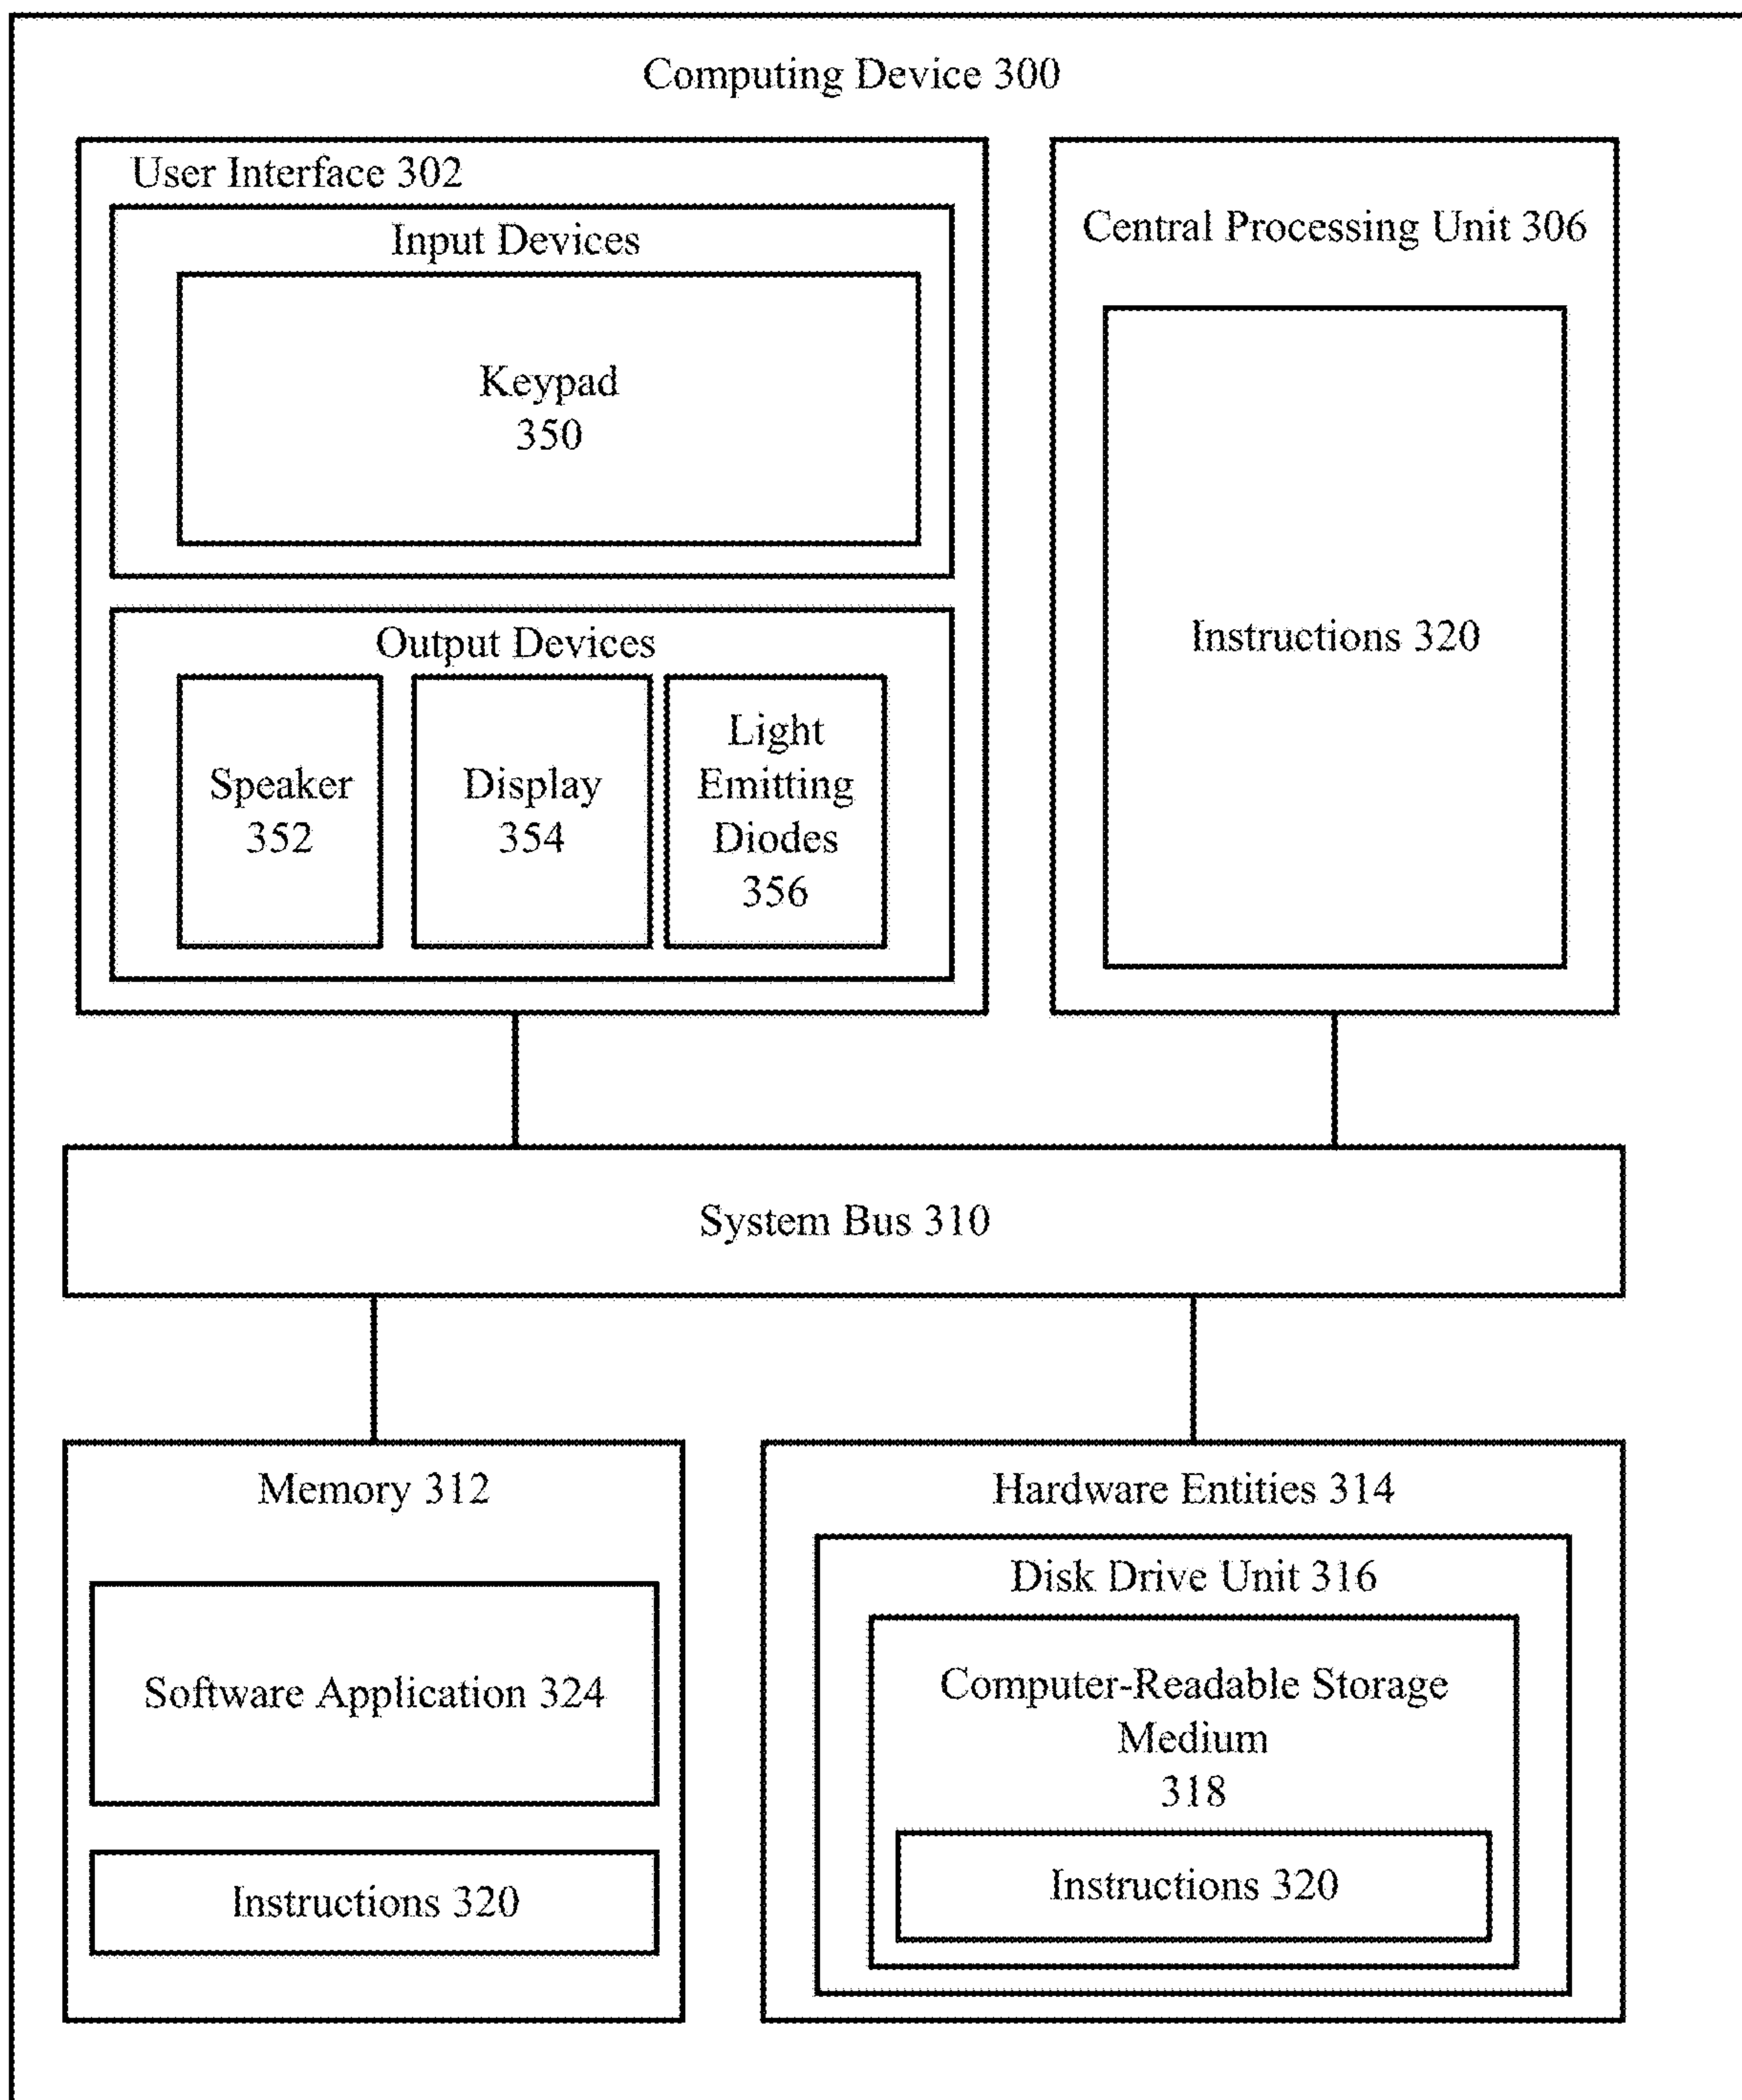 Computing Device 300
User Interface 302
Input Devices
Keypad
350
Output Devices
Speaker
352
Display
354
Light
Emitting
Diodes
356
Central Processing Unit 306
Instructions 320
System Bus 310
Memory 312
Software Application 324
Instructions 320
Hardware Entities 314
Disk Drive Unit 316
Computer-Readable Storage
Medium
318
Instructions 320